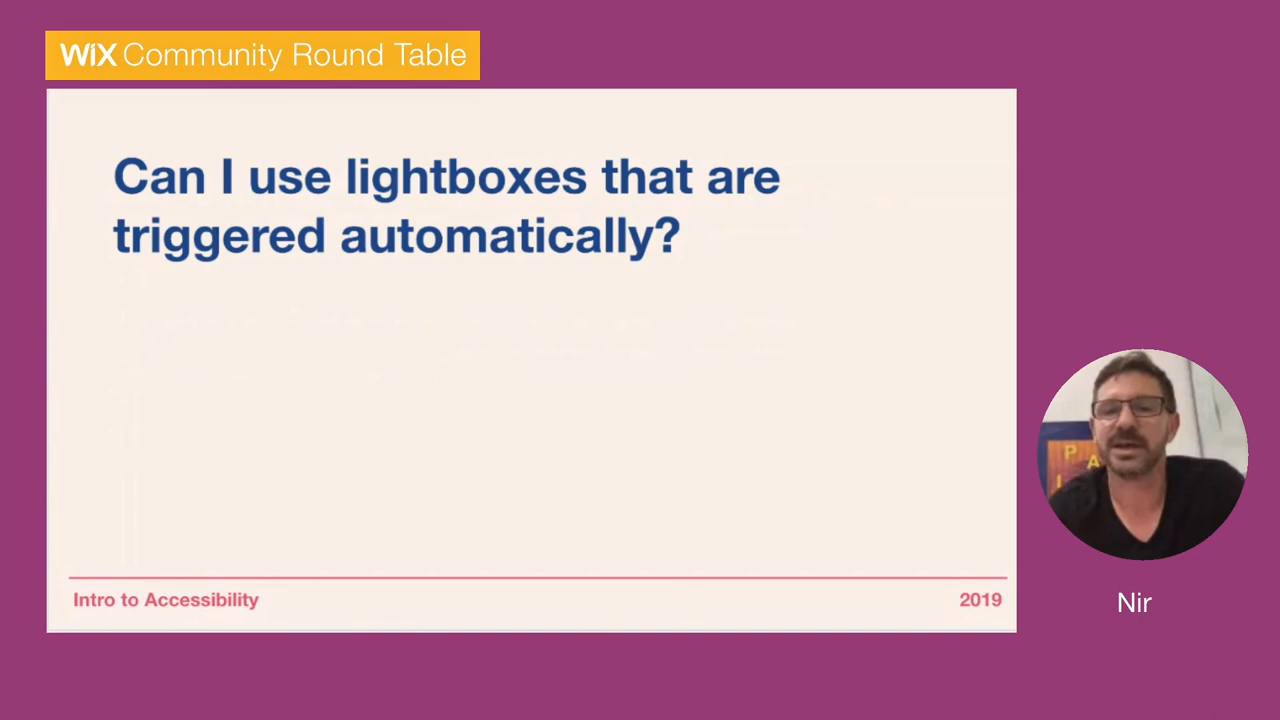 WIX Community Round Table
Can I use lightboxes that are
triggered automatically?
Intro to Accessibility
2019
P
A
Nir